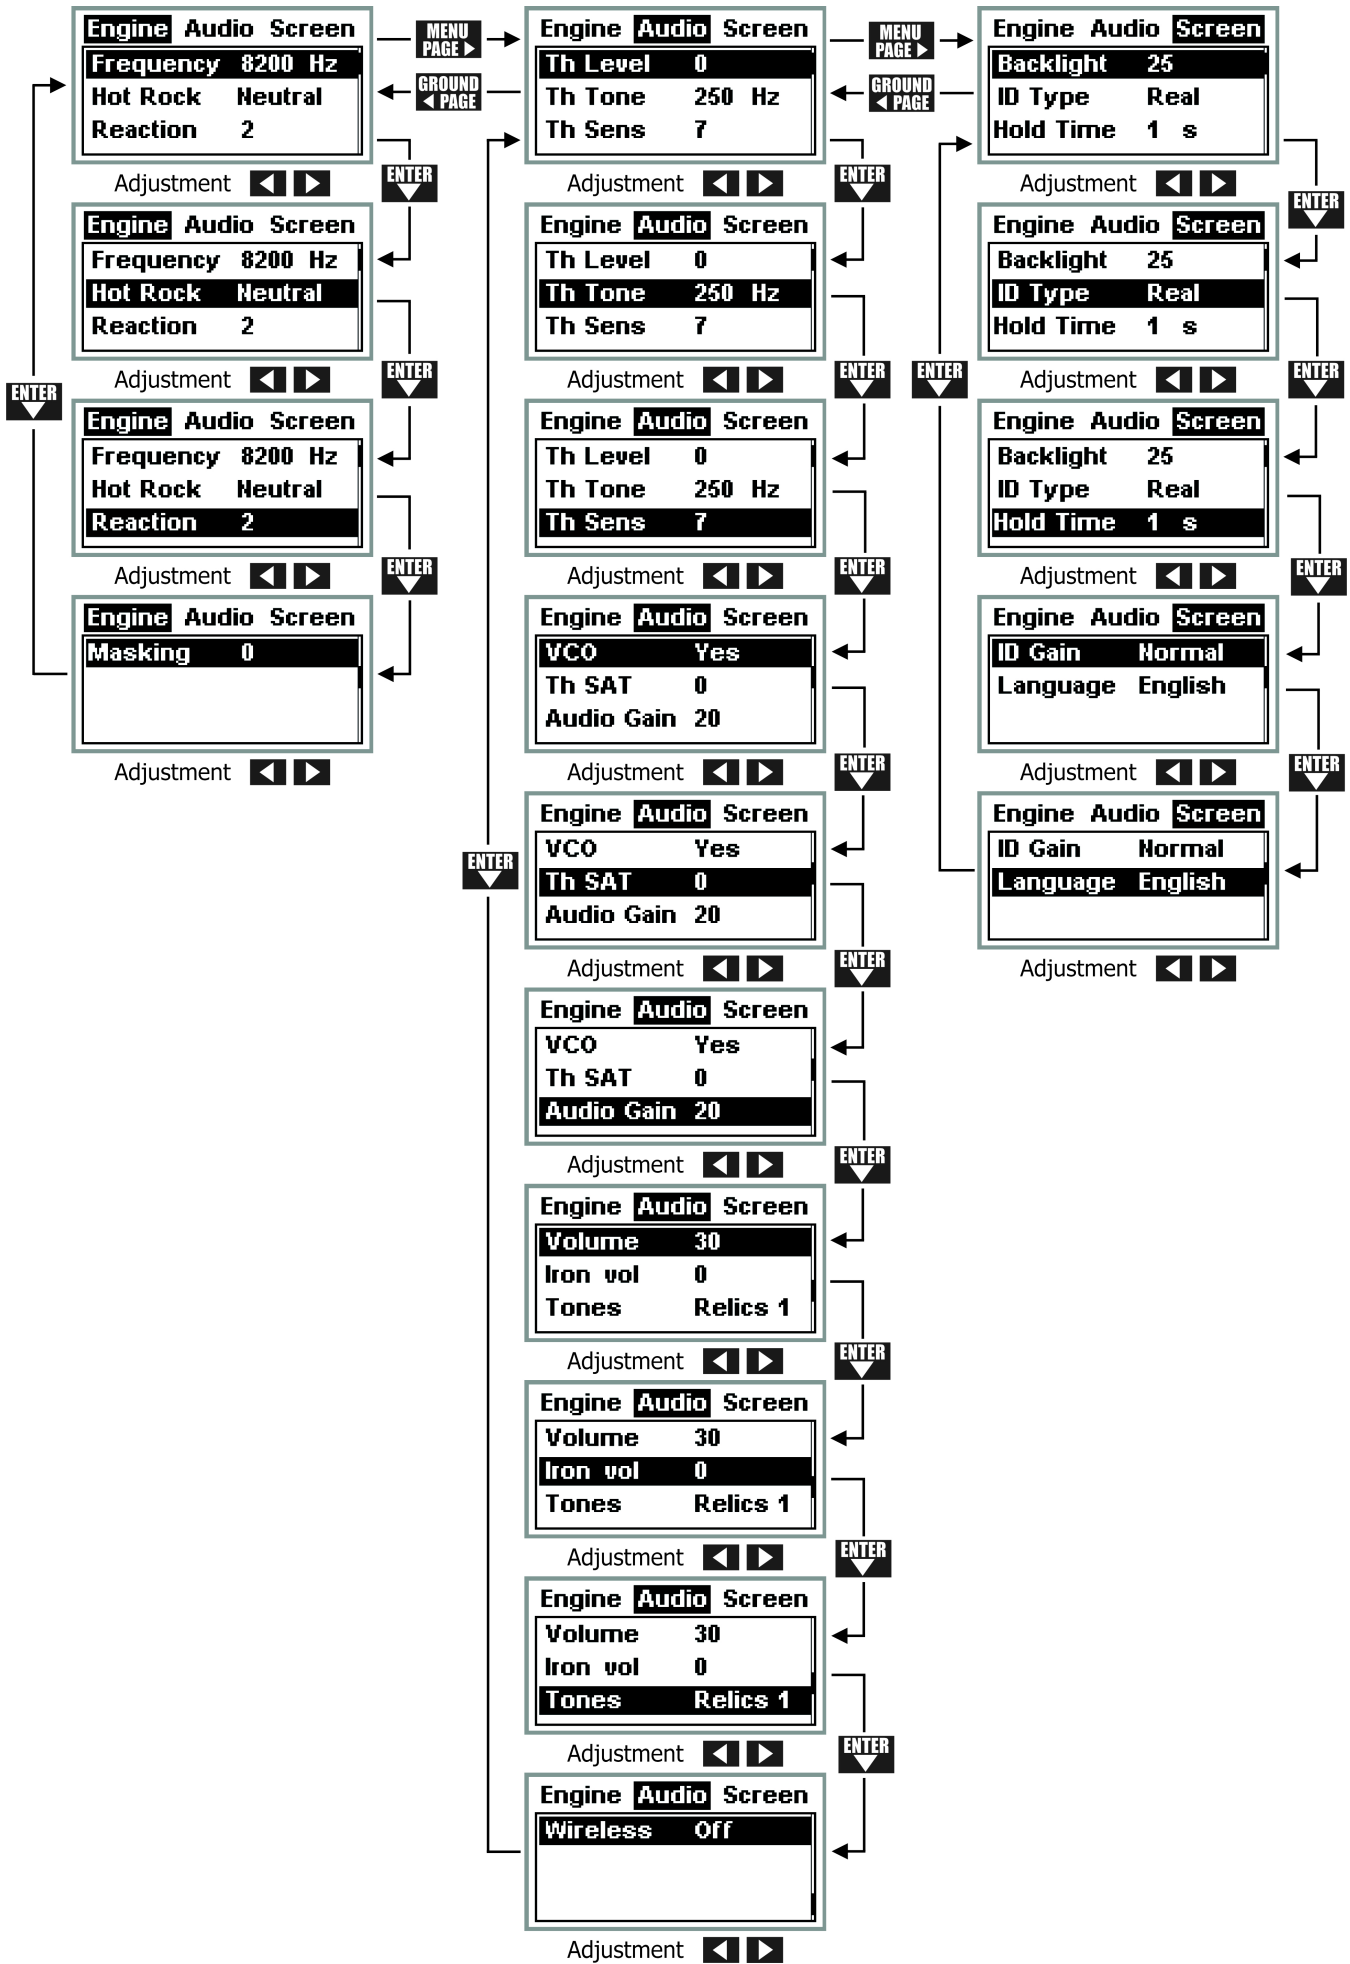 Engine Audio Screen
Frequency 8200 Hz
Hot Rock Neutral
Reaction 2
Adjustment
ENTER
Engine Audio Screen
Frequency 8200 Hz
Hot Rock Neutral
Reaction 2
Adjustment
ENTER
Engine Audio Screen
Frequency 8200 Hz
Hot Rock Neutral
Reaction 2
Adjustment
ENTER
Engine Audio Screen
Masking 0
Adjustment
ENTER
MENU
PAGE
GROUND
PAGE
Engine Audio Screen
Th Level 0
Th Tone 250 Hz
Th Sens 7
Adjustment
ENTER
Engine Audio Screen
Th Level 0
Th Tone 250 Hz
Th Sens 7
Adjustment
ENTER
Engine Audio Screen
Th Level 0
Th Tone 250 Hz
Th Sens 7
Adjustment
ENTER
Engine Audio Screen
VCO Yes
Th SAT 0
Audio Gain 20
Adjustment
ENTER
Engine Audio Screen
VCO Yes
Th SAT 0
Audio Gain 20
Adjustment
ENTER
Engine Audio Screen
VCO Yes
Th SAT 0
Audio Gain 20
Adjustment
ENTER
Engine Audio Screen
Volume 30
Iron vol 0
Tones Relics 1
Adjustment
ENTER
Engine Audio Screen
Volume 30
Iron vol 0
Tones Relics 1
Adjustment
ENTER
Engine Audio Screen
Volume 30
Iron vol 0
Tones Relics 1
Adjustment
ENTER
Engine Audio Screen
Wireless Off
Adjustment
ENTER
MENU
PAGE
GROUND
PAGE
Engine Audio Screen
Backlight 25
ID Type Real
Hold Time 1 s
Adjustment
ENTER
Engine Audio Screen
Backlight 25
ID Type Real
Hold Time 1 s
Adjustment
ENTER
Engine Audio Screen
Backlight 25
ID Type Real
Hold Time 1 s
Adjustment
ENTER
Engine Audio Screen
ID Gain Normal
Language English
Adjustment
ENTER
Engine Audio Screen
ID Gain Normal
Language English
Adjustment
ENTER